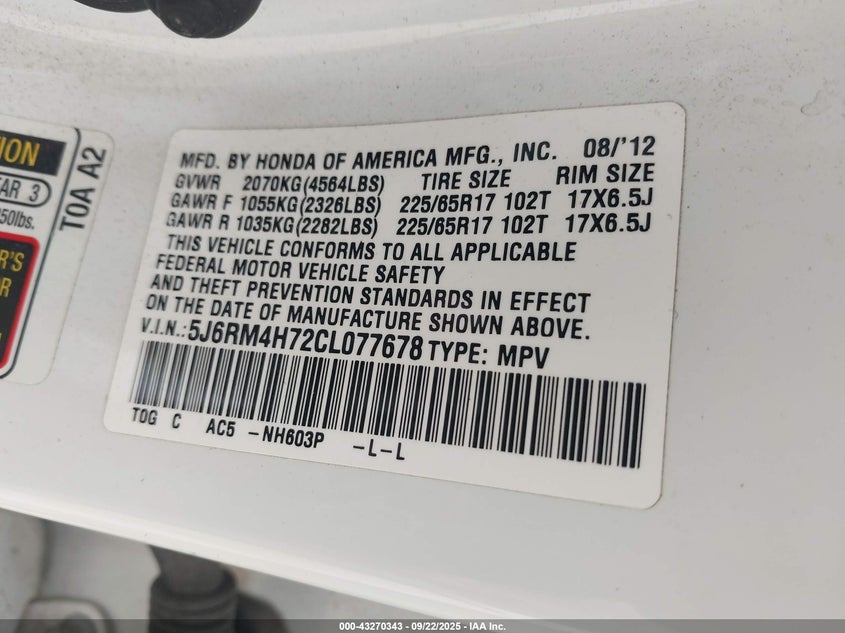 MFD. BY HONDA OF AMERICA MFG., INC. 08/'12
GVWR 2070KG(4564LBS) TIRE SIZE RIM SIZE
GAWR F 1055KG(2326LBS) 225/65R17 102T 17X6.5J
GAWR R 1035KG(2282LBS) 225/65R17 102T 17X6.5J
THIS VEHICLE CONFORMS TO ALL APPLICABLE
FEDERAL MOTOR VEHICLE SAFETY
AND THEFT PREVENTION STANDARDS IN EFFECT
ON THE DATE OF MANUFACTURE SHOWN ABOVE.
V.I.N.: 5J6RM4H72CL077678 TYPE: MPV
T0G C AC5 -NH603P -L-L
T0A A2
3
50lbs.
000-43270343 - 09/22/2025 - IAA Inc.